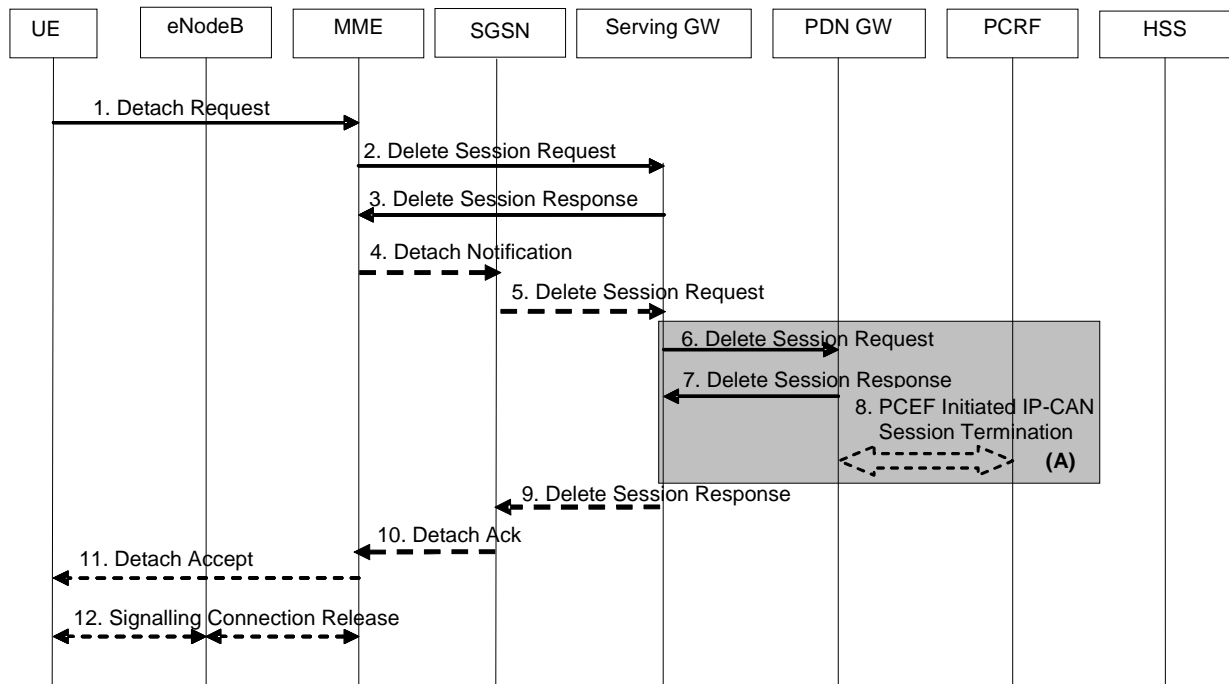 UE
eNodeB
MME
SGSN
Serving GW
PDN GW
PCRF
HSS
1. Detach Request
2. Delete Session Request
3. Delete Session Response
4. Detach Notification
5. Delete Session Request
6. Delete Session Request
7. Delete Session Response
8. PCEF Initiated IP-CAN
Session Termination
(A)
9. Delete Session Response
10. Detach Ack
11. Detach Accept
12. Signalling Connection Release